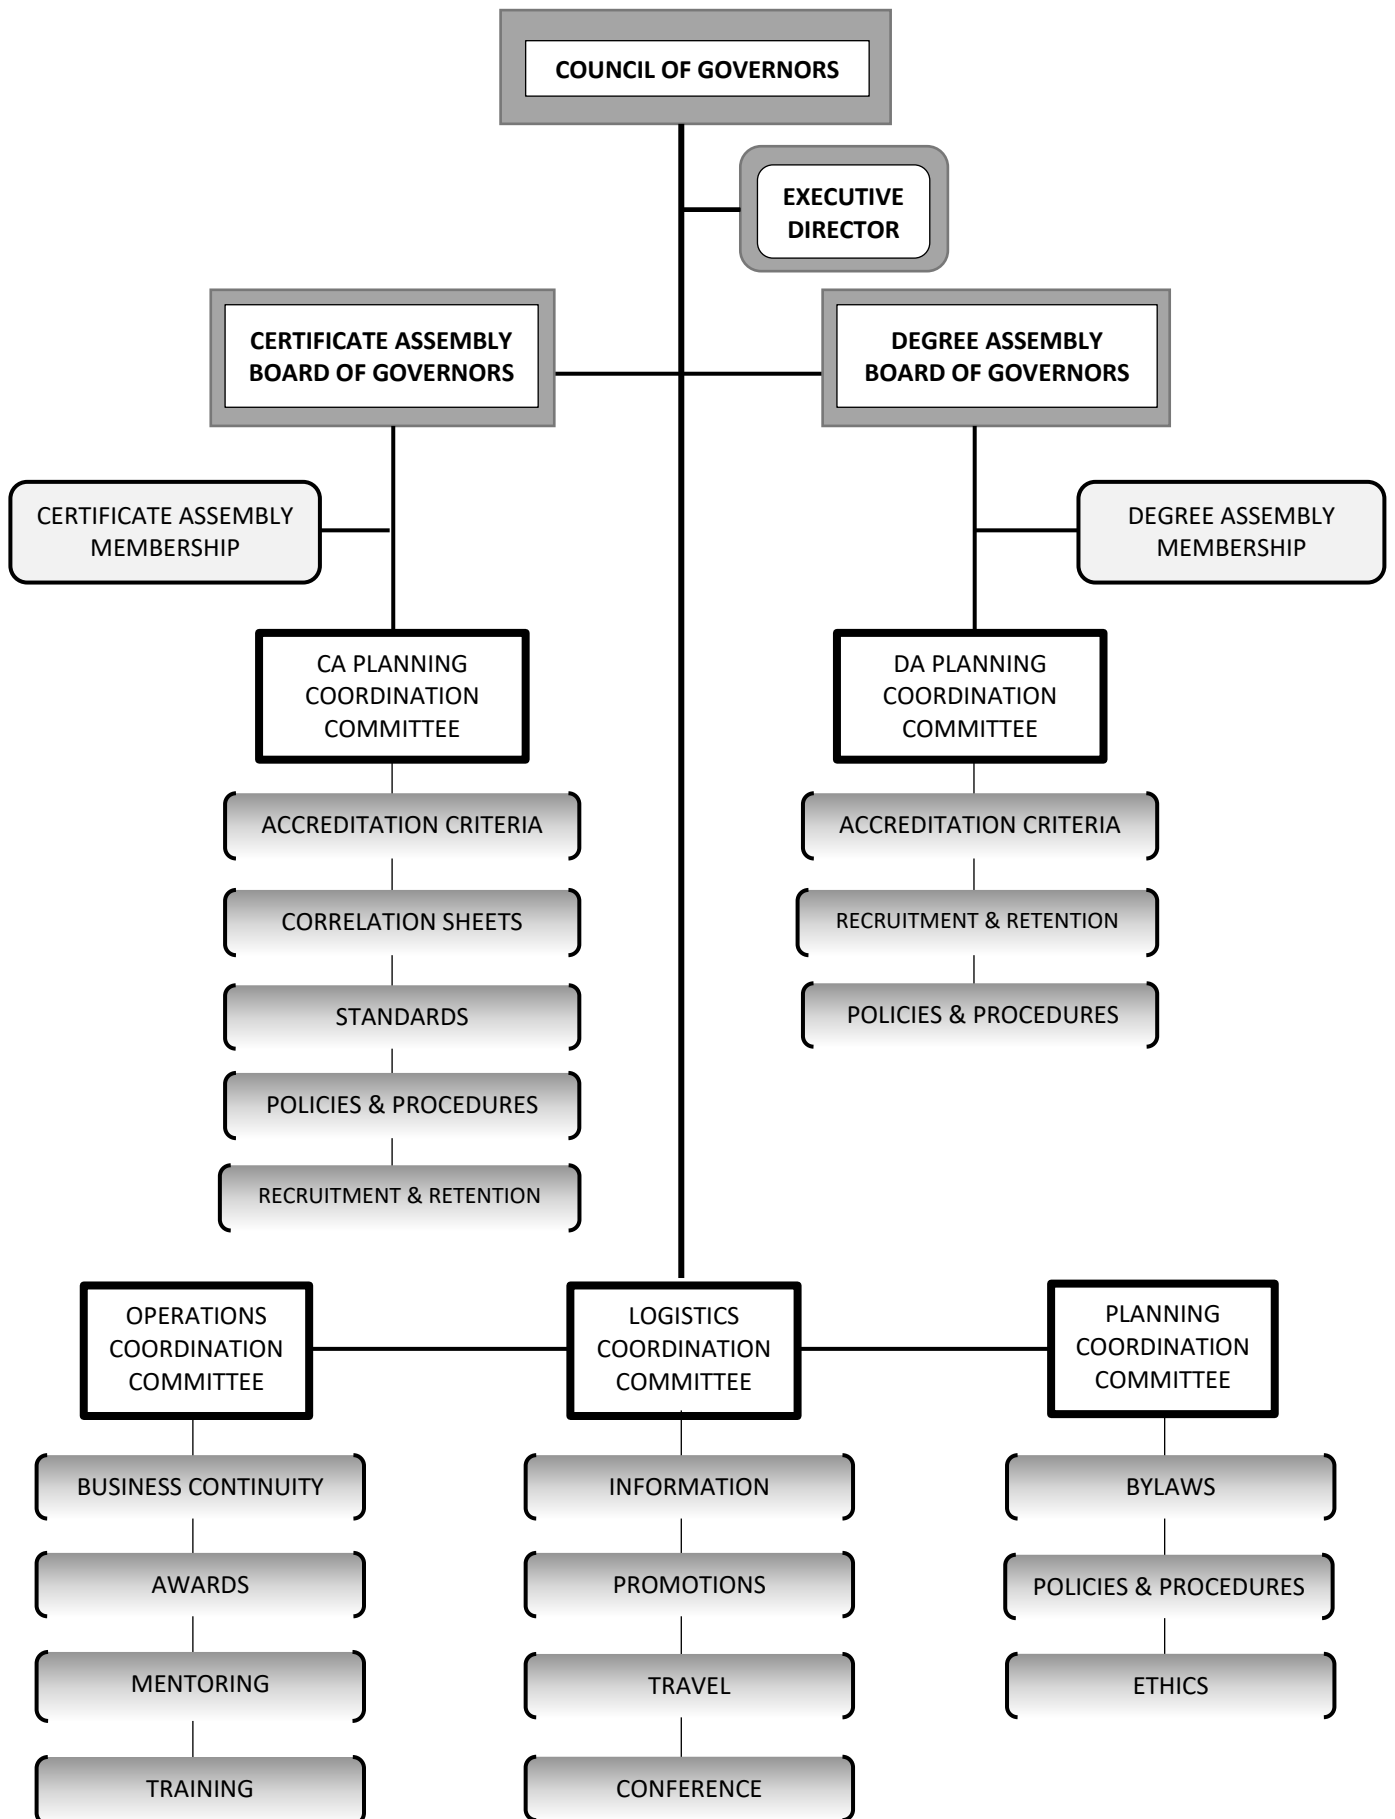 COUNCIL OF GOVERNORS
EXECUTIVE
DIRECTOR
CERTIFICATE ASSEMBLY
BOARD OF GOVERNORS
DEGREE ASSEMBLY
BOARD OF GOVERNORS
CERTIFICATE ASSEMBLY
MEMBERSHIP
DEGREE ASSEMBLY
MEMBERSHIP
CA PLANNING
COORDINATION
COMMITTEE
ACCREDITATION CRITERIA
CORRELATION SHEETS
STANDARDS
POLICIES & PROCEDURES
RECRUITMENT & RETENTION
DA PLANNING
COORDINATION
COMMITTEE
ACCREDITATION CRITERIA
RECRUITMENT & RETENTION
POLICIES & PROCEDURES
OPERATIONS
COORDINATION
COMMITTEE
BUSINESS CONTINUITY
AWARDS
MENTORING
TRAINING
LOGISTICS
COORDINATION
COMMITTEE
INFORMATION
PROMOTIONS
TRAVEL
CONFERENCE
PLANNING
COORDINATION
COMMITTEE
BYLAWS
POLICIES & PROCEDURES
ETHICS